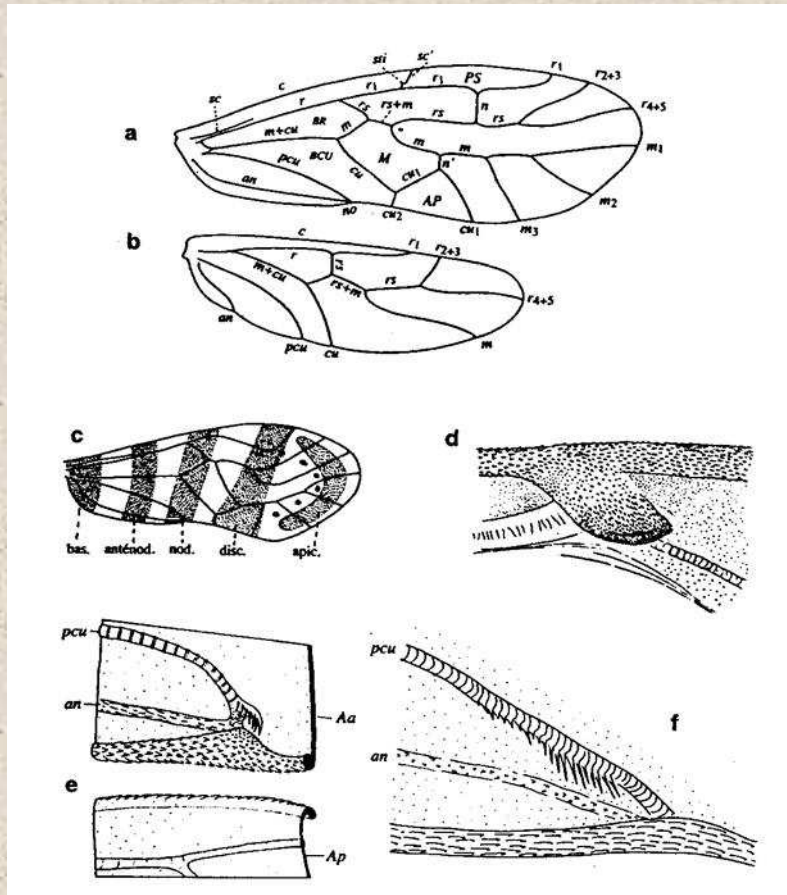 sti sc'
r1 PS r1
r2+3
c r1 r4+5
sc r rs rs+m rs n rs
a m+cu BR m m m m1
pcu BCU cu M cu1 n'
an AP m2
no cu2 cu1 m3
b c r1 r2+3
r
m+cu rs+m rs r4+5
an
pcu cu m
c
bas. anténod. nod. disc. apic.
d
pcu
an Aa
e
Ap
pcu
f
an